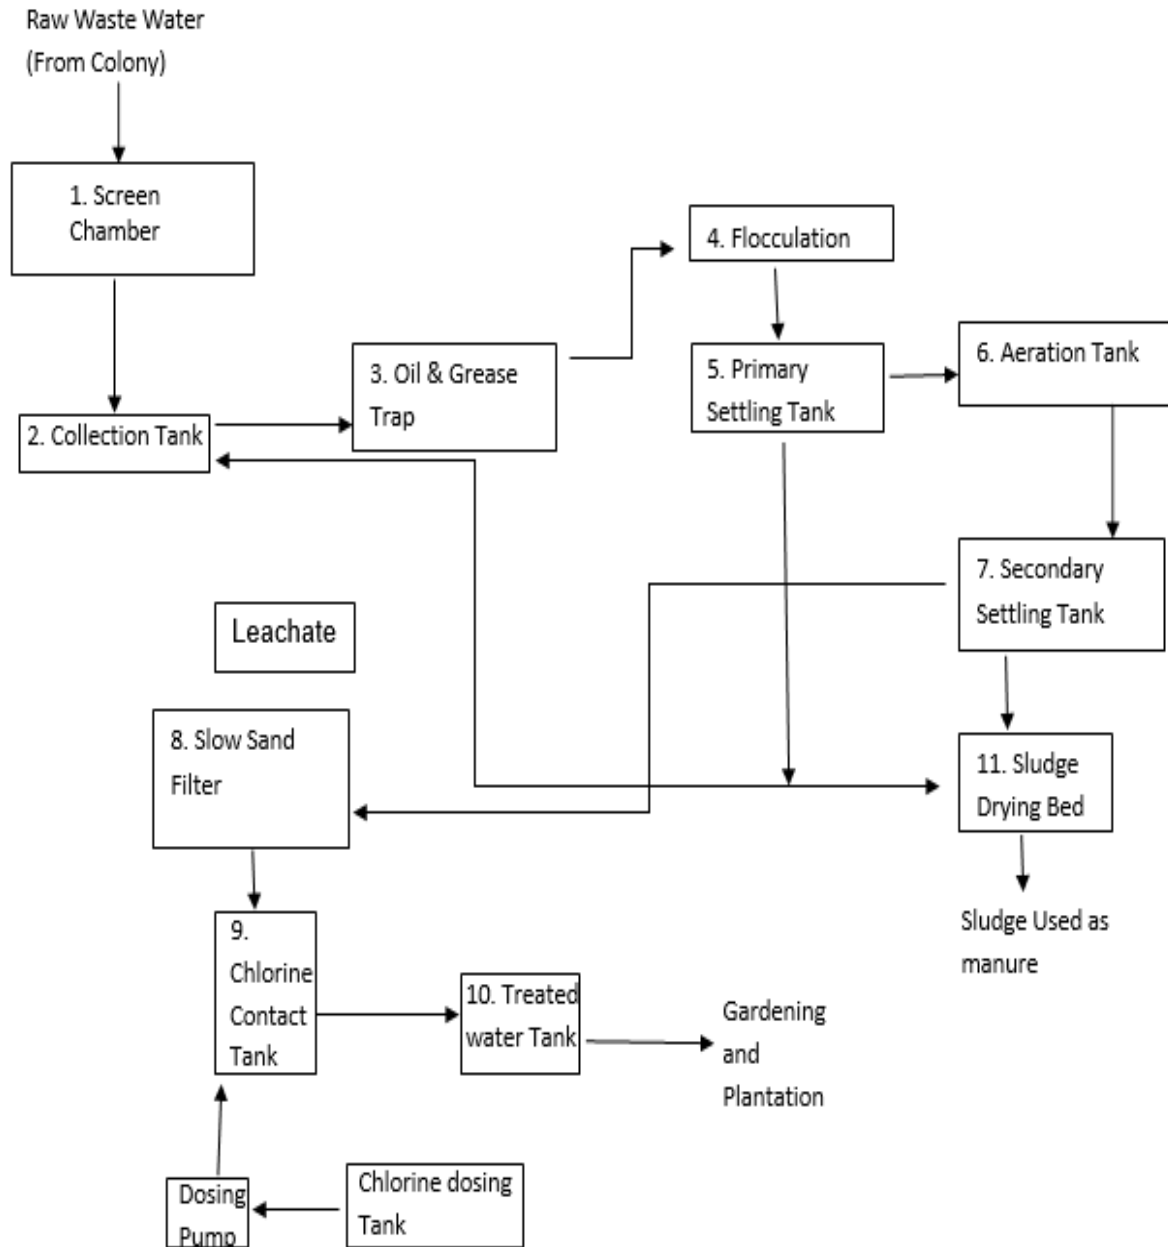 Raw Waste Water
(From Colony)
1. Screen
Chamber
2. Collection Tank
3. Oil & Grease
Trap
4. Flocculation
5. Primary
Settling Tank
6. Aeration Tank
7. Secondary
Settling Tank
Leachate
8. Slow Sand
Filter
11. Sludge
Drying Bed
Sludge Used as
manure
9.
Chlorine
Contact
Tank
10. Treated
water Tank
Gardening
and
Plantation
Dosing
Pump
Chlorine dosing
Tank